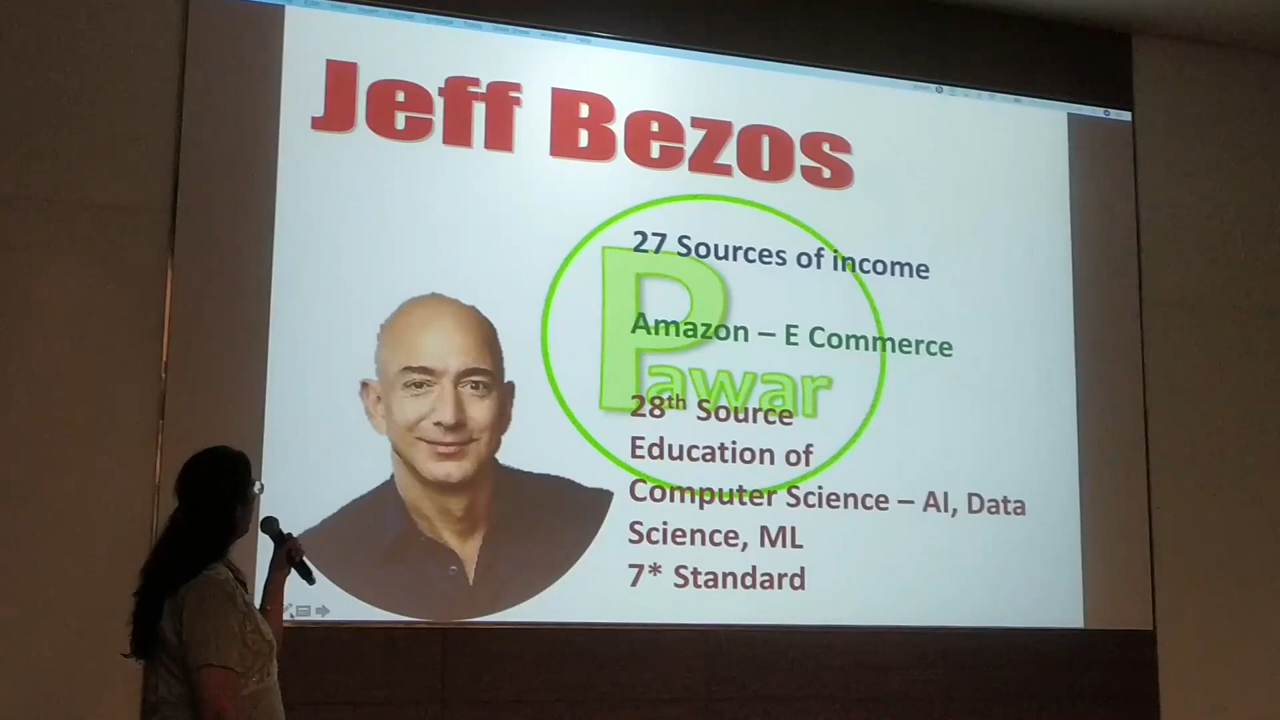 Jeff Bezos
27 Sources of income
Pawar
Amazon – E Commerce
28th Source
Education of
Computer Science – AI, Data
Science, ML
7* Standard